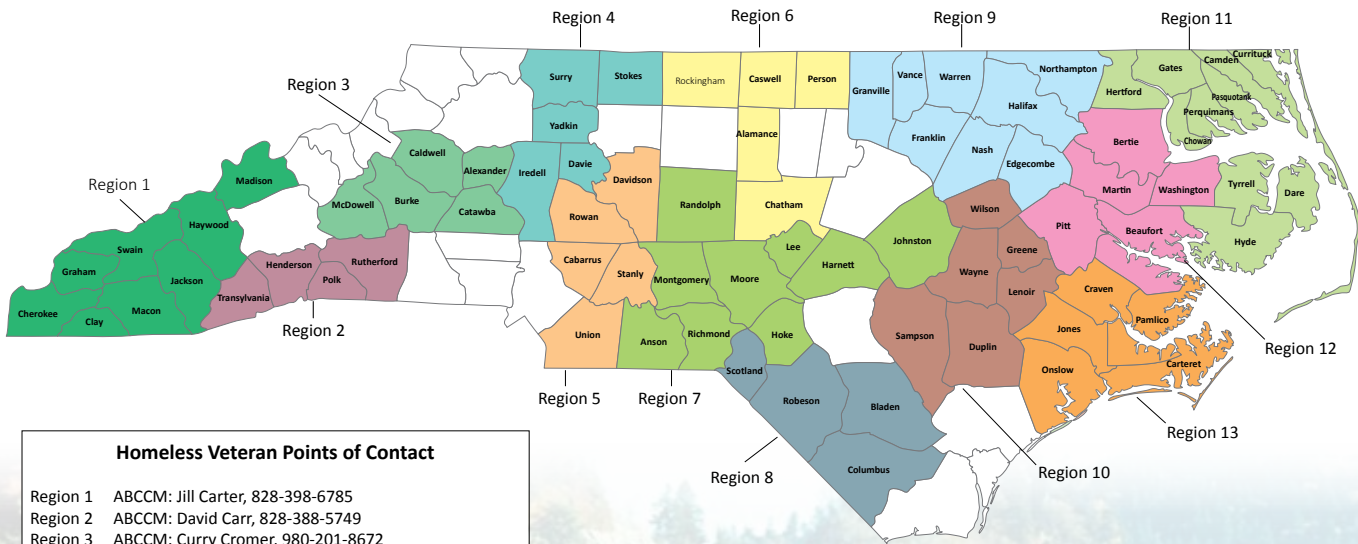 Region 4
Region 6
Region 9
Region 11
Region 3
Region 1
Surry
Stokes
Rockingham
Caswell
Person
Granville
Vance
Warren
Northampton
Hertford
Gates
Camden
Currituck
Pasquotank
Perquimans
Chowan
Halifax
Yadkin
Alamance
Franklin
Nash
Edgecombe
Bertie
Madison
Caldwell
Alexander
Iredell
Davie
Davidson
Martin
Washington
Tyrrell
Dare
McDowell
Burke
Catawba
Rowan
Randolph
Chatham
Wilson
Haywood
Pitt
Beaufort
Hyde
Swain
Henderson
Rutherford
Cabarrus
Stanly
Montgomery
Moore
Lee
Harnett
Johnston
Greene
Wayne
Graham
Jackson
Transylvania
Polk
Lenoir
Craven
Cherokee
Clay
Macon
Union
Anson
Richmond
Hoke
Sampson
Duplin
Jones
Pamlico
Region 2
Scotland
Onslow
Carteret
Region 12
Robeson
Bladen
Region 5
Region 7
Columbus
Region 8
Region 10
Region 13
Homeless Veteran Points of Contact
Region 1 ABCCM: Jill Carter, 828-398-6785
Region 2 ABCCM: David Carr, 828-388-5749
Region 3 ABCCM: Curry Cromer, 980-201-8672